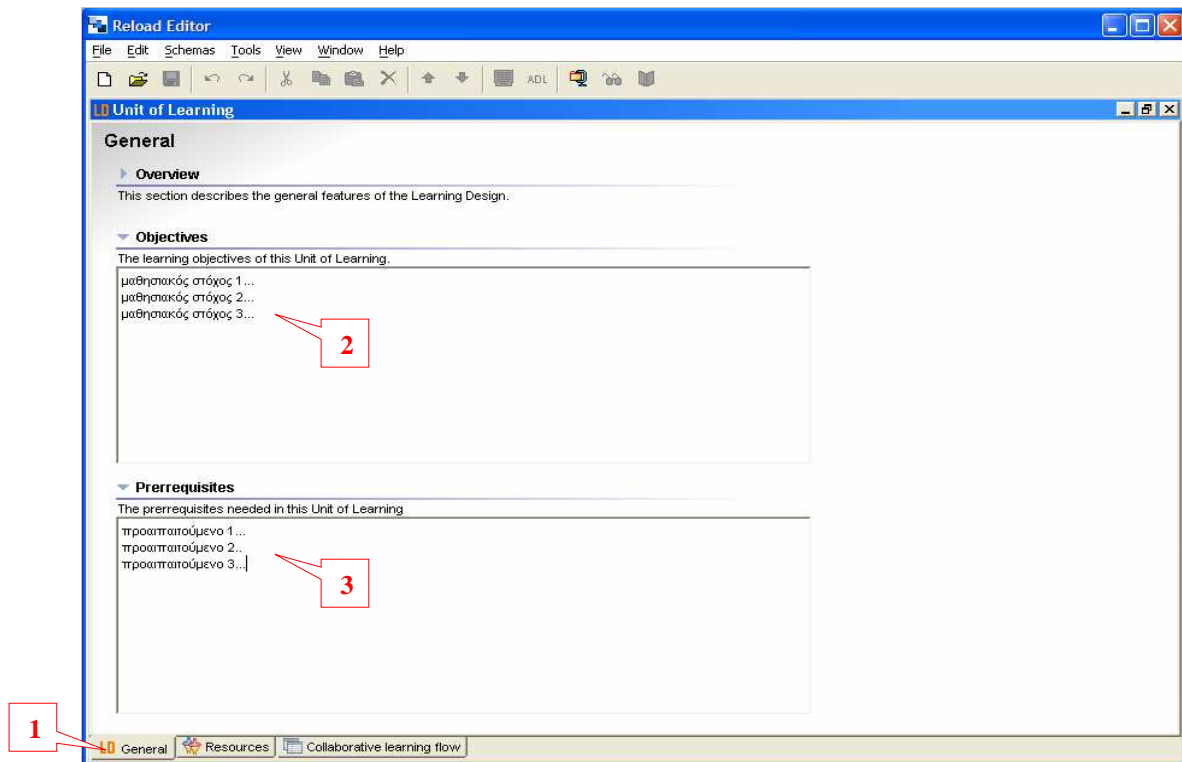 Reload Editor
File Edit Schemas Tools View Window Help
ADL
LD Unit of Learning
General
Overview
This section describes the general features of the Learning Design.
Objectives
The learning objectives of this Unit of Learning.
μαθησιακός στόχος 1...
μαθησιακός στόχος 2...
μαθησιακός στόχος 3...
2
Prerrequisites
The prerrequisites needed in this Unit of Learning
προαπαιτούμενο 1...
προαπαιτούμενο 2..
προαπαιτούμενο 3...
3
1
LD General Resources Collaborative learning flow